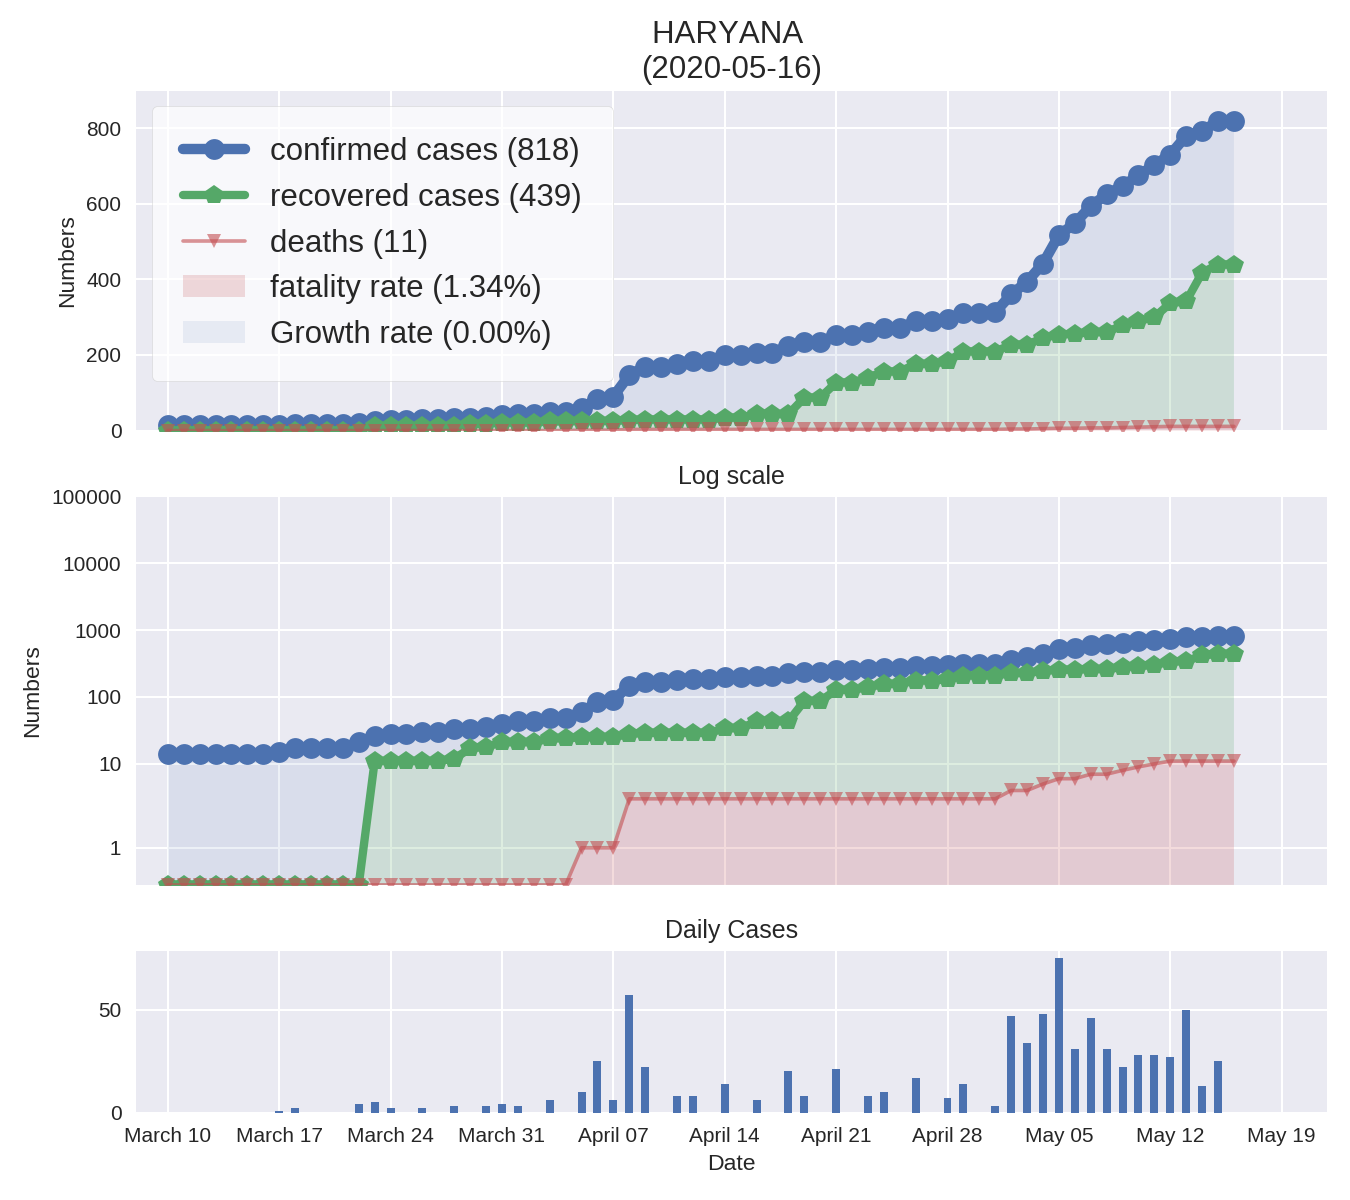 HARYANA
(2020-05-16)
800
600
400
200
0
Numbers
confirmed cases (818)
recovered cases (439)
deaths (11)
fatality rate (1.34%)
Growth rate (0.00%)
Log scale
100000
10000
1000
100
10
1
Numbers
Daily Cases
50
0
March 10 March 17 March 24 March 31 April 07 April 14 April 21 April 28 May 05 May 12 May 19
Date